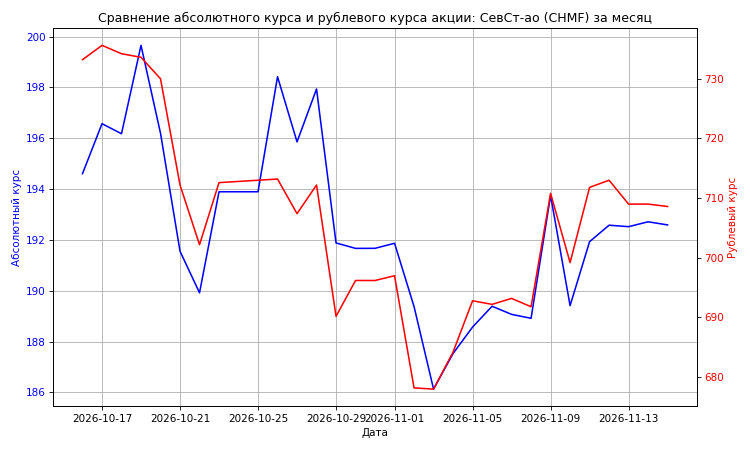 Сравнение абсолютного курса и рублевого курса акции: СевСт-ао (CHMF) за месяц
200
198
196
194
192
190
188
186
Абсолютный курс
730
720
710
700
690
680
Рублевый курс
2026-10-17 2026-10-21 2026-10-25 2026-10-29 2026-11-01 2026-11-05 2026-11-09 2026-11-13
Дата